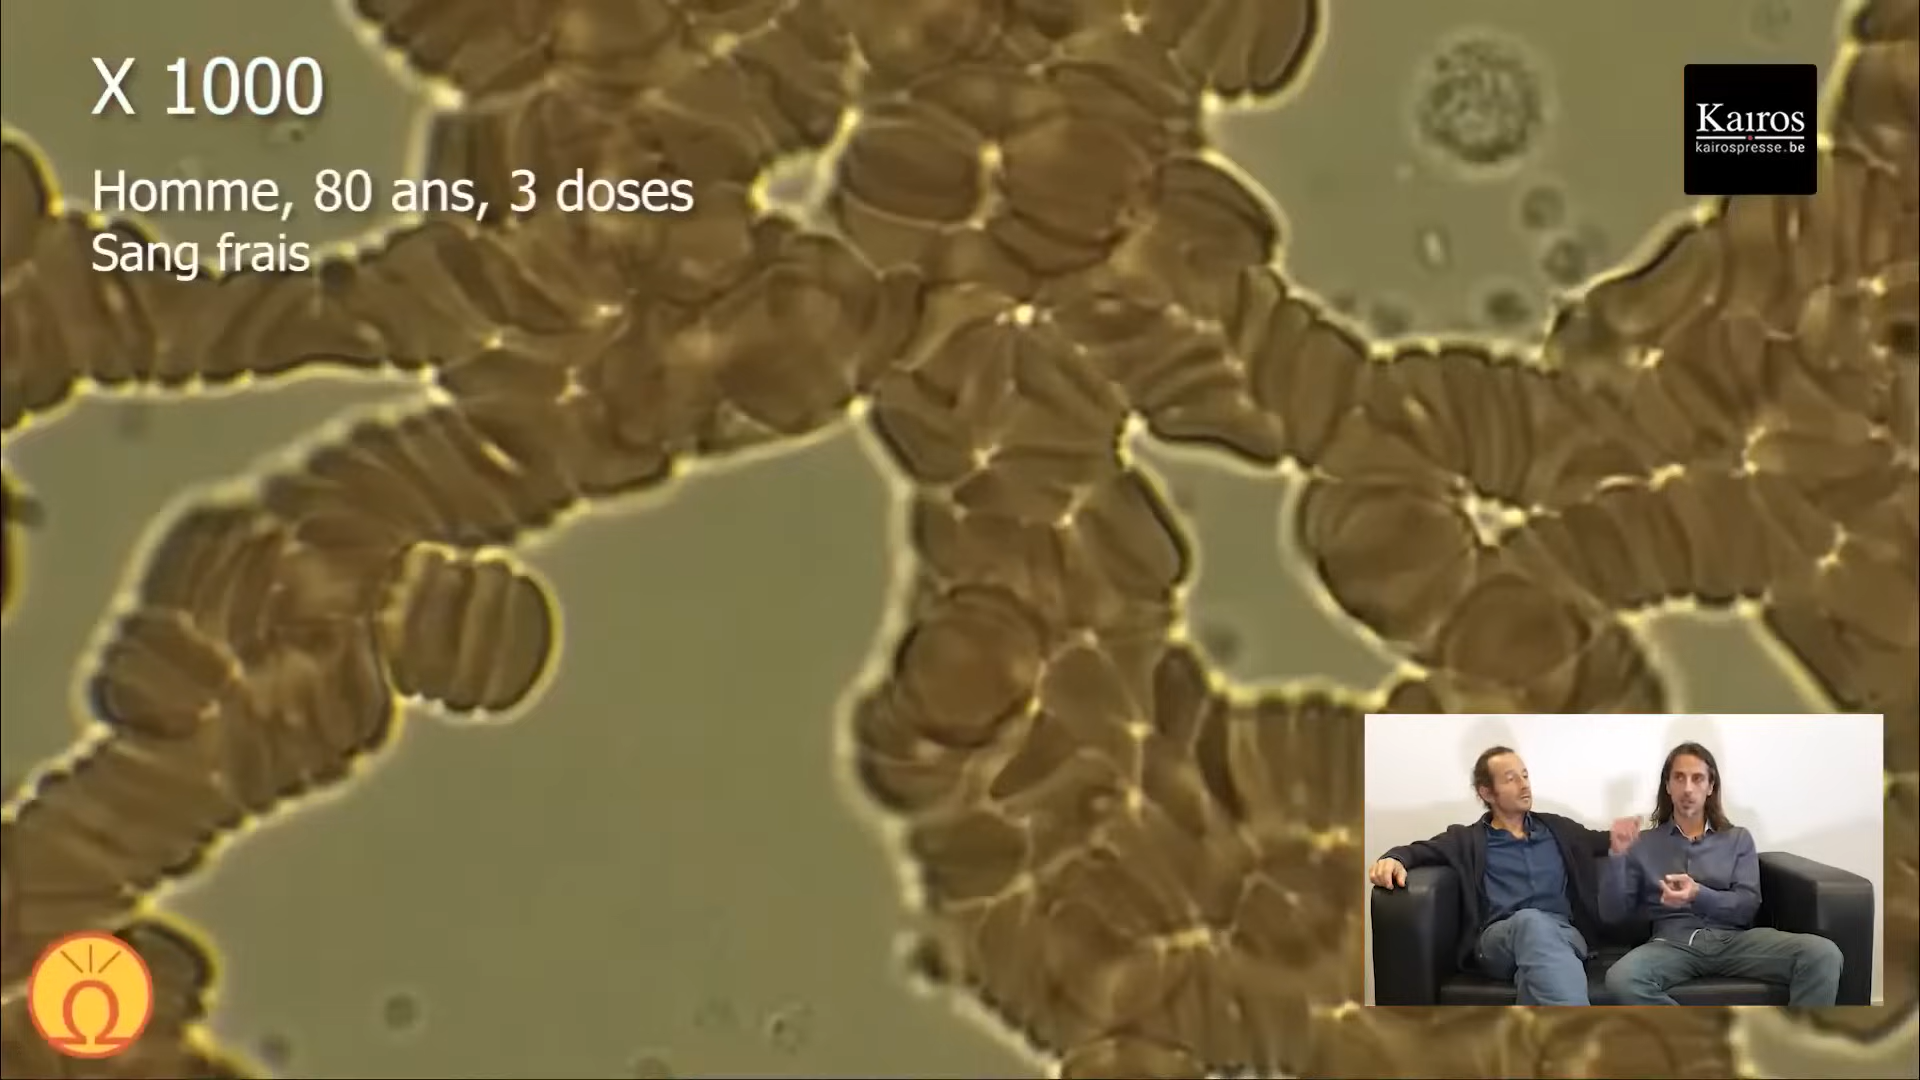 X 1000
Homme, 80 ans, 3 doses
Sang frais
Kairos
kairospresse.be